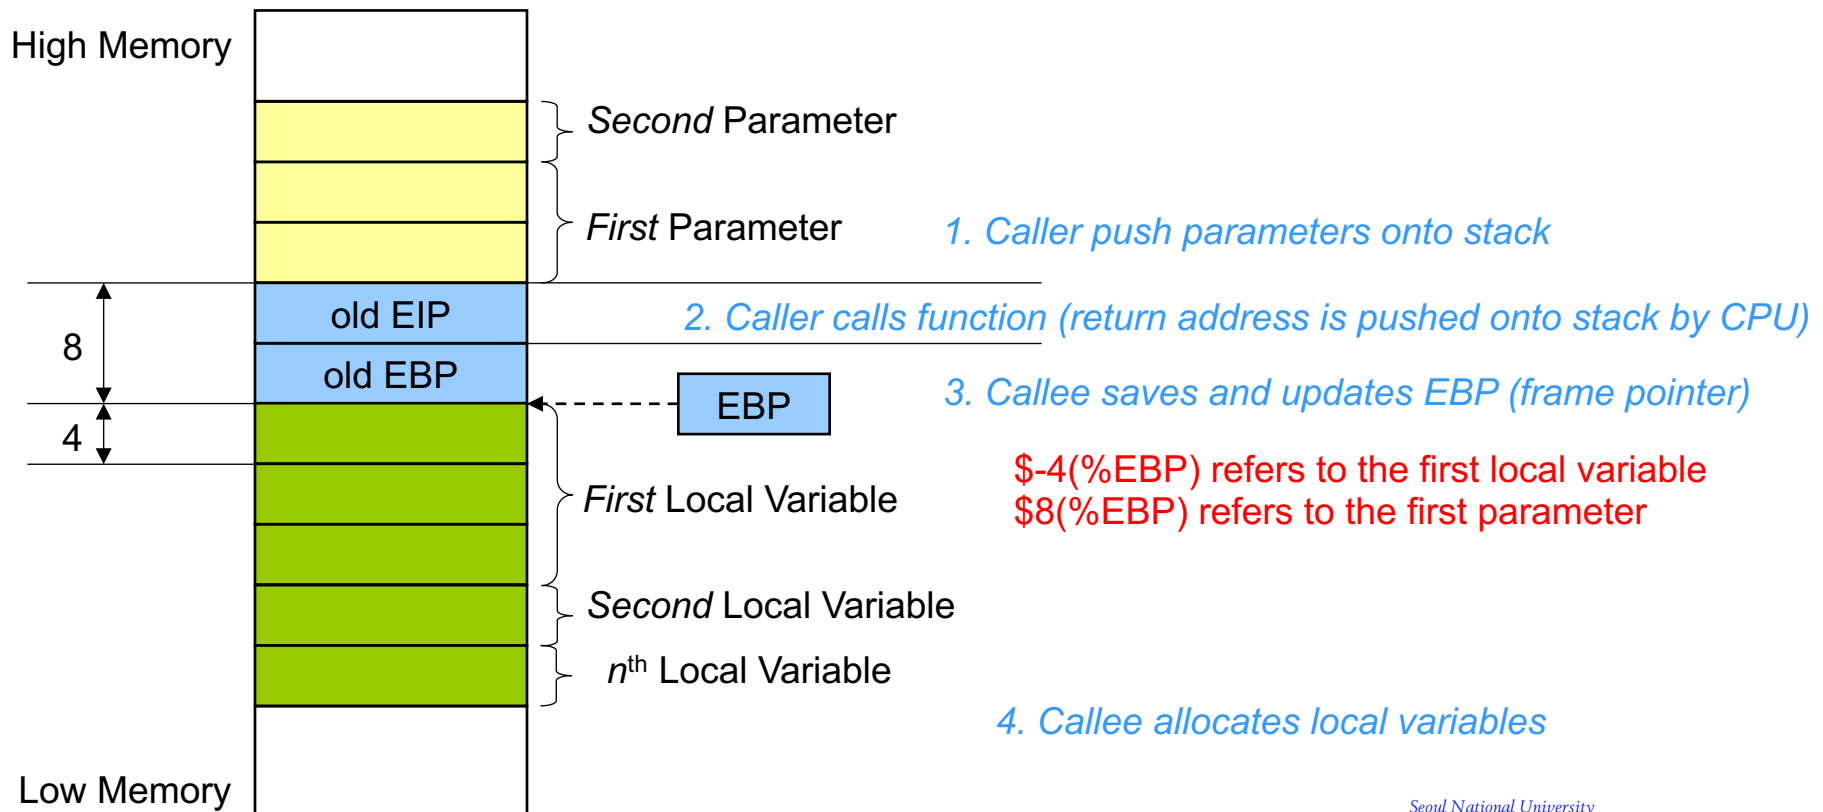 High Memory
Second Parameter
First Parameter
1. Caller push parameters onto stack
old EIP
2. Caller calls function (return address is pushed onto stack by CPU)
8
old EBP
EBP
3. Callee saves and updates EBP (frame pointer)
4
$-4(%EBP) refers to the first local variable
First Local Variable
$8(%EBP) refers to the first parameter
Second Local Variable
nth Local Variable
4. Callee allocates local variables
Low Memory
Seoul National University